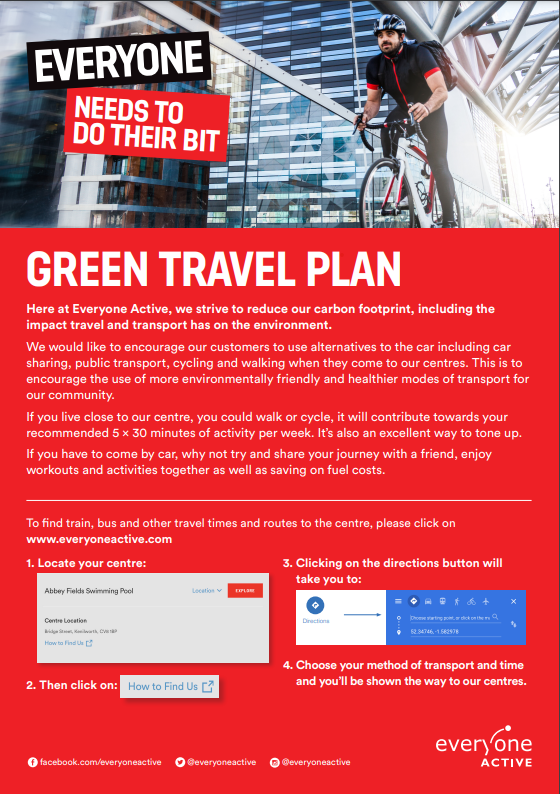 EVERYONE
NEEDS TO
DO THEIR BIT
GREEN TRAVEL PLAN
Here at Everyone Active, we strive to reduce our carbon footprint, including the
impact travel and transport has on the environment.
We would like to encourage our customers to use alternatives to the car including car
sharing, public transport, cycling and walking when they come to our centres. This is to
encourage the use of more environmentally friendly and healthier modes of transport for
our community.
If you live close to our centre, you could walk or cycle, it will contribute towards your
recommended 5 × 30 minutes of activity per week. It's also an excellent way to tone up.
If you have to come by car, why not try and share your journey with a friend, enjoy
workouts and activities together as well as saving on fuel costs.
To find train, bus and other travel times and routes to the centre, please click on
www.everyoneactive.com
1. Locate your centre:
Abbey Fields Swimming Pool
Location
EXPLORE
Centre Location
Bridge Street, Kenilworth, CV8 1BP
How to Find Us
2. Then click on: How to Find Us
3. Clicking on the directions button will
take you to:
Directions
Choose starting point, or click on the
52.34746, -1.582978
4. Choose your method of transport and time
and you'll be shown the way to our centres.
facebook.com/everyoneactive
@everyoneactive
@everyoneactive
everyone
ACTIVE